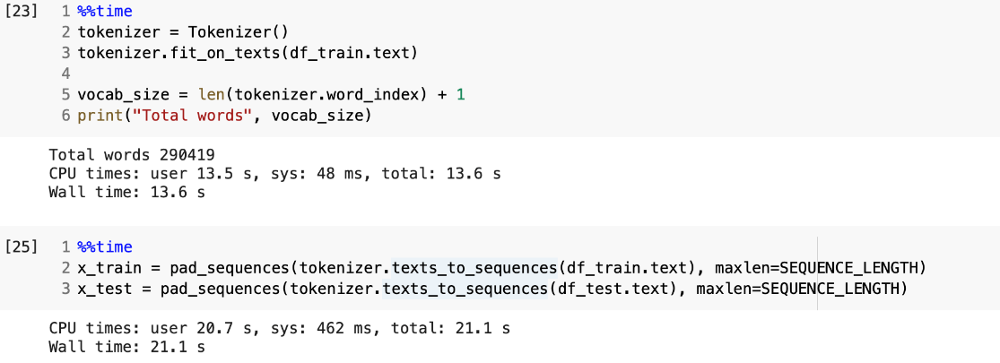 [23] 1 %%time
2 tokenizer = Tokenizer()
3 tokenizer.fit_on_texts(df_train.text)
4
5 vocab_size = len(tokenizer.word_index) + 1
6 print("Total words", vocab_size)
Total words 290419
CPU times: user 13.5 s, sys: 48 ms, total: 13.6 s
Wall time: 13.6 s
[25] 1 %%time
2 x_train = pad_sequences(tokenizer.texts_to_sequences(df_train.text), maxlen=SEQUENCE_LENGTH)
3 x_test = pad_sequences(tokenizer.texts_to_sequences(df_test.text), maxlen=SEQUENCE_LENGTH)
CPU times: user 20.7 s, sys: 462 ms, total: 21.1 s
Wall time: 21.1 s